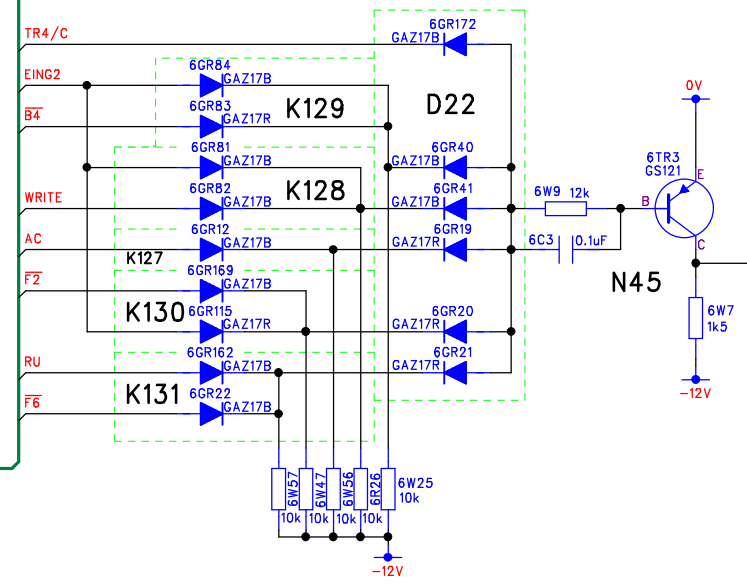 TR4/C
GAZ17B
6GR172
EING2
6GR84
GAZ17B
B4
6GR83
GAZ17R
K129
D22
0V
6GR81
GAZ17B
GAZ17B
6GR40
6TR3
GS121
E
WRITE
6GR82
GAZ17B
K128
GAZ17B
6GR41
6W9 12k
B
AC
K127
6GR12
GAZ17B
GAZ17R
6GR19
6C3
0.1uF
C
F2
6GR169
GAZ17B
N45
K130
6GR115
GAZ17R
GAZ17R
6GR20
6W7
1k5
RU
6GR162
GAZ17B
GAZ17R
6GR21
-12V
F6
K131
6GR22
GAZ17B
6W57
10k
6W47
10k
6W56
10k
6R26
10k
6W25
10k
-12V